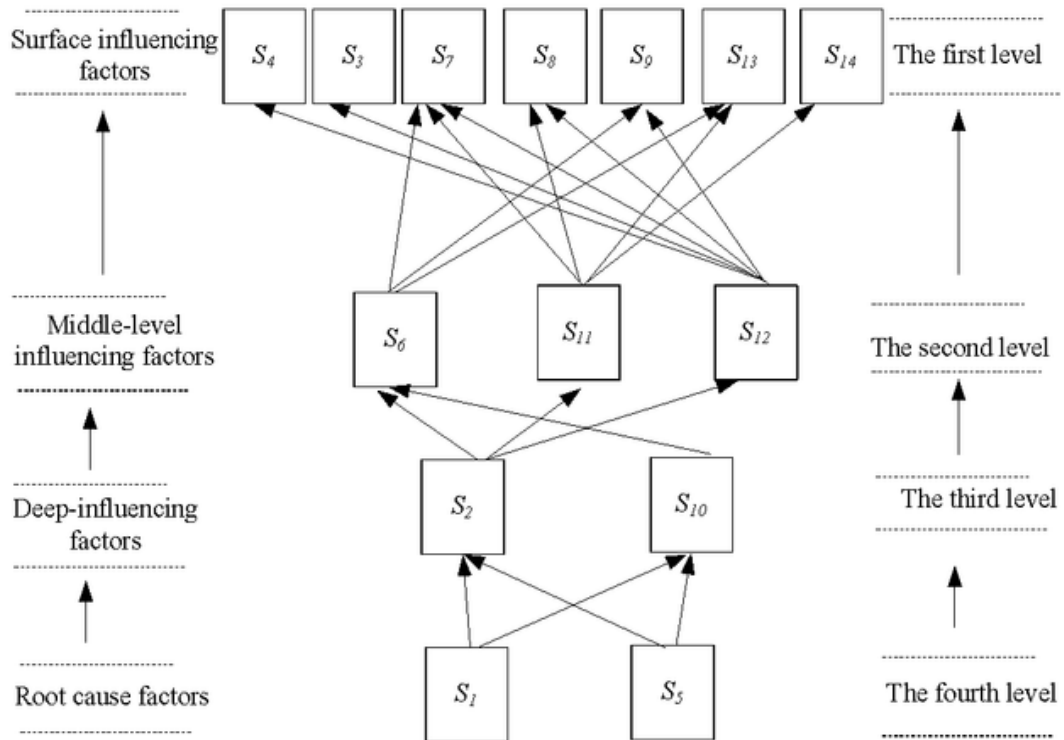 Surface influencing
factors
S4
S3
S7
S8
S9
S13
S14
The first level
Middle-level
influencing factors
S6
S11
S12
The second level
Deep-influencing
factors
S2
S10
The third level
Root cause factors
S1
S5
The fourth level